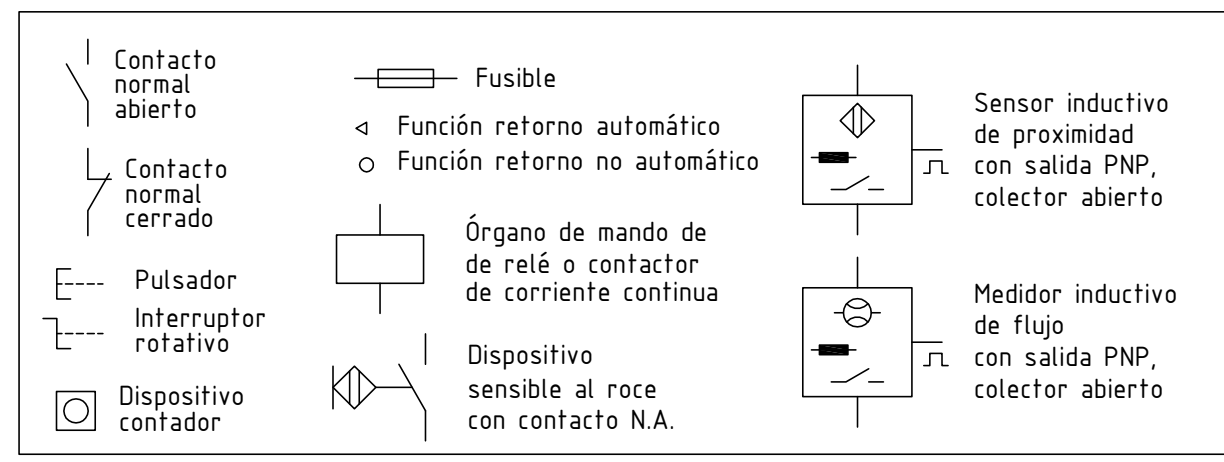 Contacto
normal
abierto
Contacto
normal
cerrado
Pulsador
Interruptor
rotativo
Dispositivo
contador
Fusible
Función retorno automático
Función retorno no automático
Órgano de mando de
de relé o contactor
de corriente continua
Dispositivo
sensible al roce
con contacto N.A.
Sensor inductivo
de proximidad
con salida PNP,
colector abierto
Medidor inductivo
de flujo
con salida PNP,
colector abierto